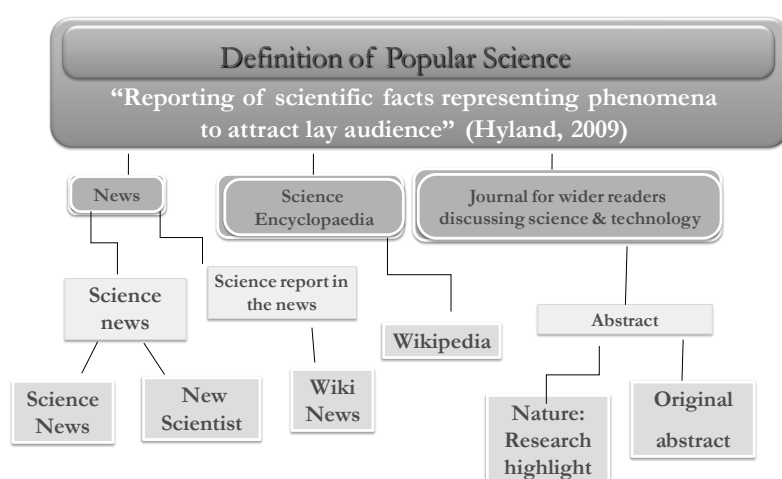 Definition of Popular Science
“Reporting of scientific facts representing phenomena
to attract lay audience” (Hyland, 2009)
News
Science
Encyclopaedia
Journal for wider readers
discussing science & technology
Science
news
Science report in
the news
Abstract
Wikipedia
Science
News
New
Scientist
Wiki
News
Nature:
Research
highlight
Original
abstract